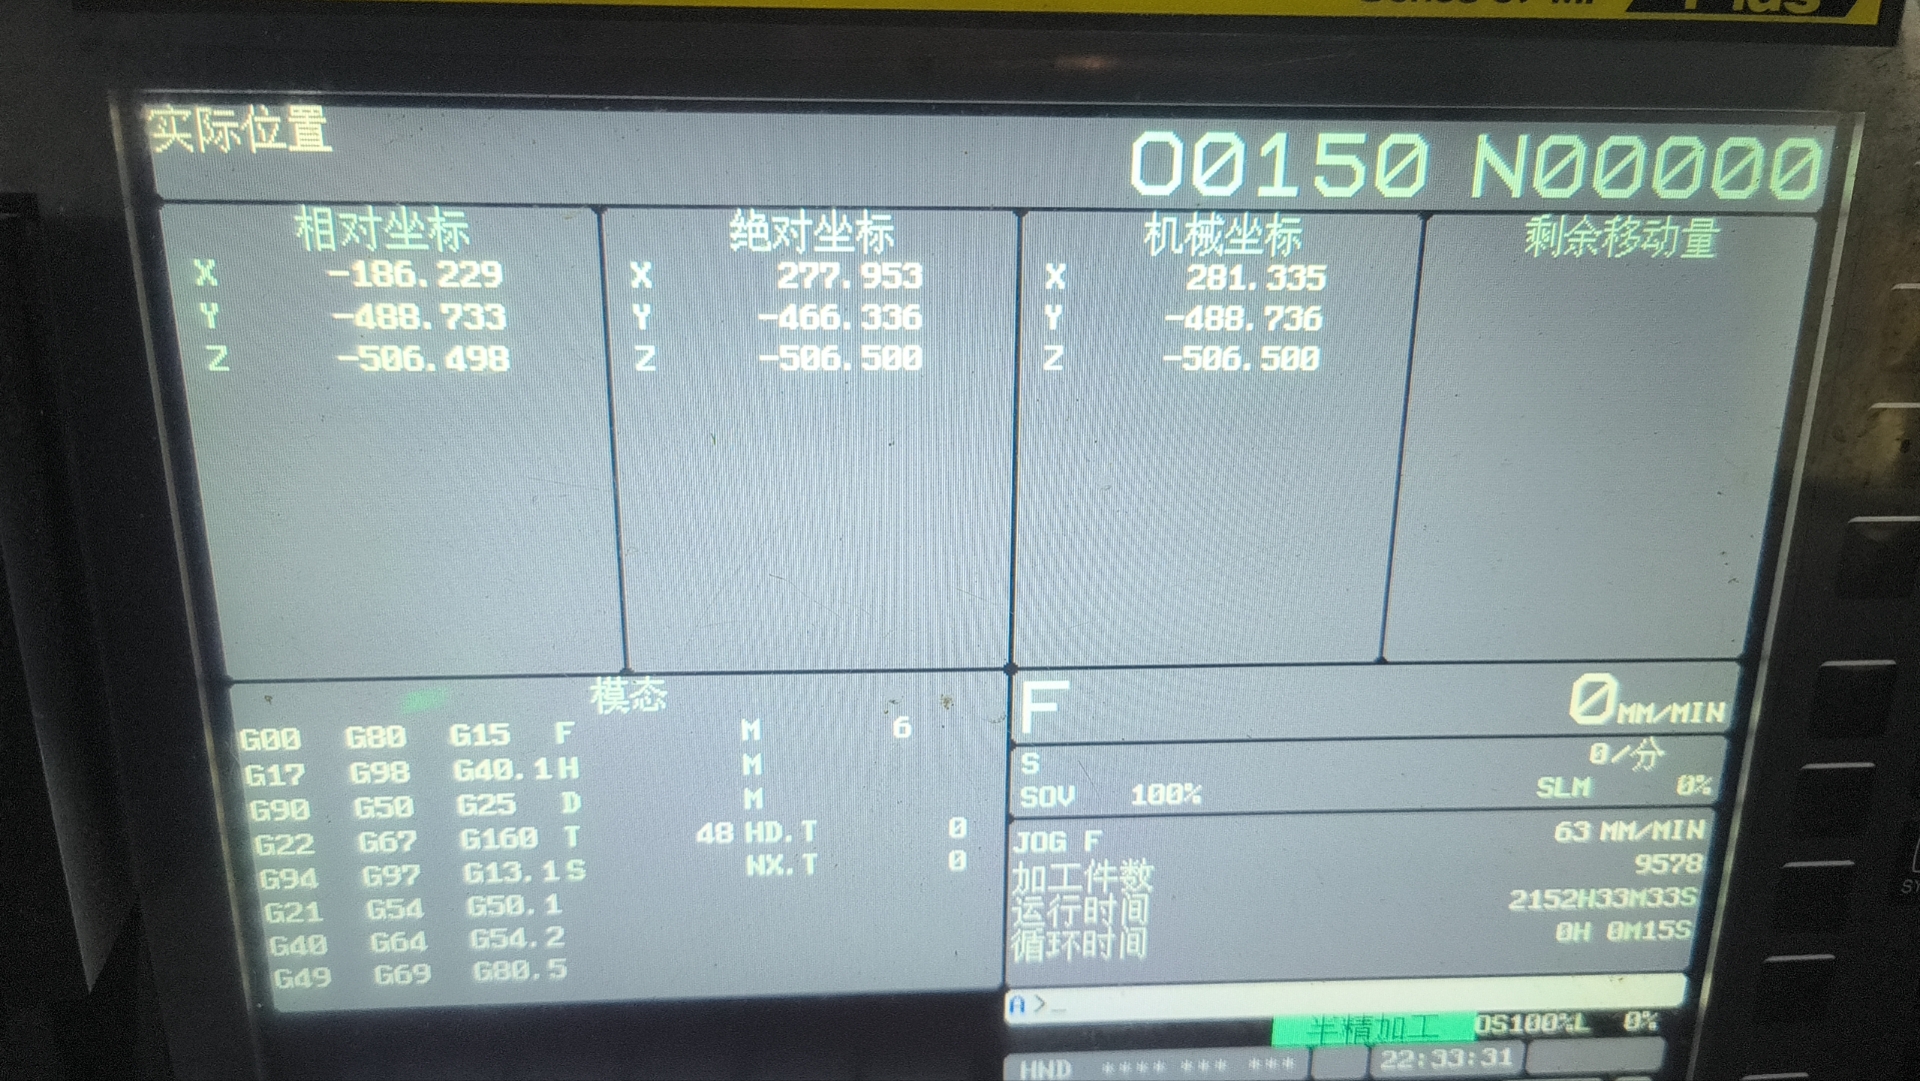 Plus
实际位置
O0150 N00000
相对坐标 绝对坐标 机械坐标 剩余移动量
X -186.229 X 277.953 X 281.335
Y -488.733 Y -466.336 Y -488.736
Z -506.498 Z -506.500 Z -506.500
模态
G00 G80 G15 F M 6
G17 G98 G40.1 H M
G90 G50 G25 D M
G22 G67 G160 T 48 HD.T 0
G94 G97 G13.1 S NX.T 0
G21 G54 G50.1
G40 G64 G54.2
G49 G69 G80.5
F 0 MM/MIN
S 0/分
SOV 100% SLM 0%
JOG F 63 MM/MIN
加工件数 9578
运行时间 2152H33M33S
循环时间 0H 0M15S
A >_
半精加工 OS100%L 0%
HND **** *** *** 22:33:31